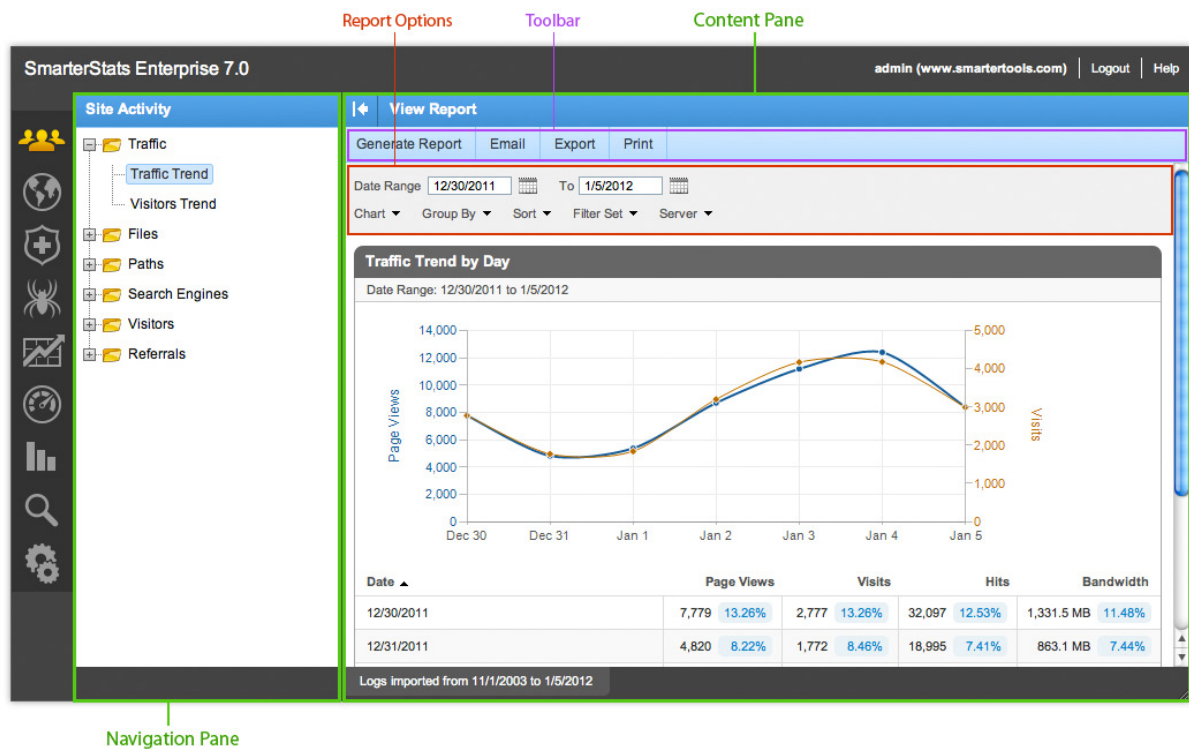 Report Options
Toolbar
Content Pane
SmarterStats Enterprise 7.0
admin (www.smartertools.com)
Logout
Help
Site Activity
Traffic
Traffic Trend
Visitors Trend
Files
Paths
Search Engines
Visitors
Referrals
View Report
Generate Report
Email
Export
Print
Date Range 12/30/2011 To 1/5/2012
Chart Group By Sort Filter Set Server
Traffic Trend by Day
Date Range: 12/30/2011 to 1/5/2012
14,000
12,000
10,000
8,000
6,000
4,000
2,000
0
Page Views
5,000
4,000
3,000
2,000
1,000
0
Visits
Dec 30 Dec 31 Jan 1 Jan 2 Jan 3 Jan 4 Jan 5
Date Page Views Visits Hits Bandwidth
12/30/2011 7,779 13.26% 2,777 13.26% 32,097 12.53% 1,331.5 MB 11.48%
12/31/2011 4,820 8.22% 1,772 8.46% 18,995 7.41% 863.1 MB 7.44%
Logs imported from 11/1/2003 to 1/5/2012
Navigation Pane